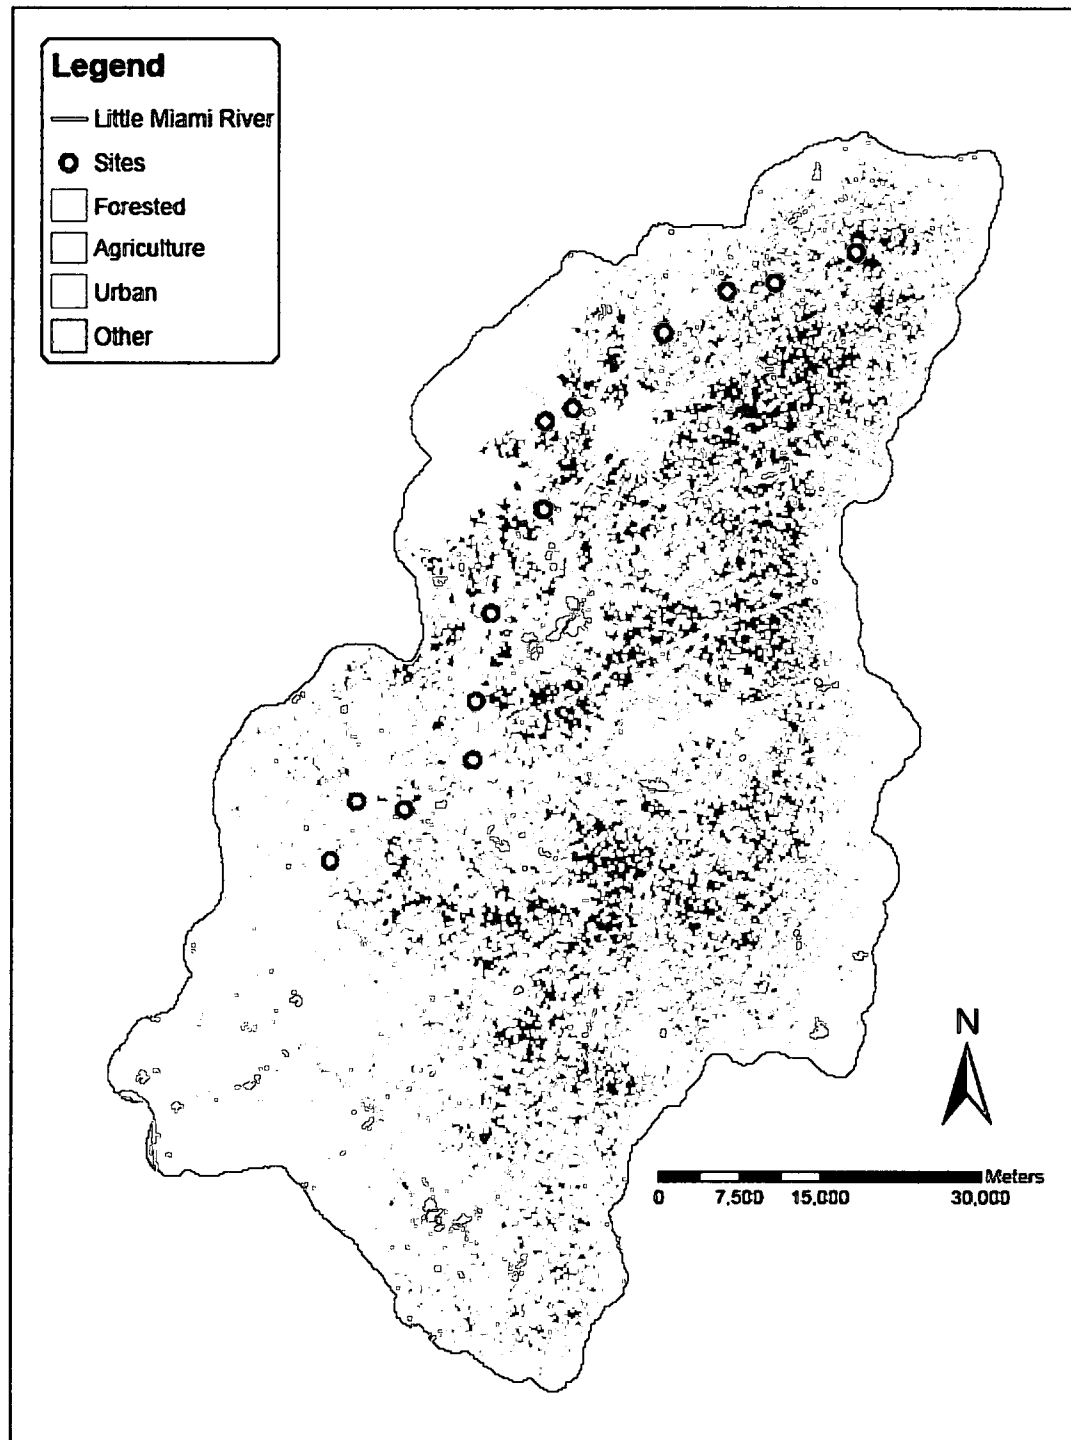 Legend
Little Miami River
Sites
Forested
Agriculture
Urban
Other
N
Meters
0 7,500 15,000 30,000